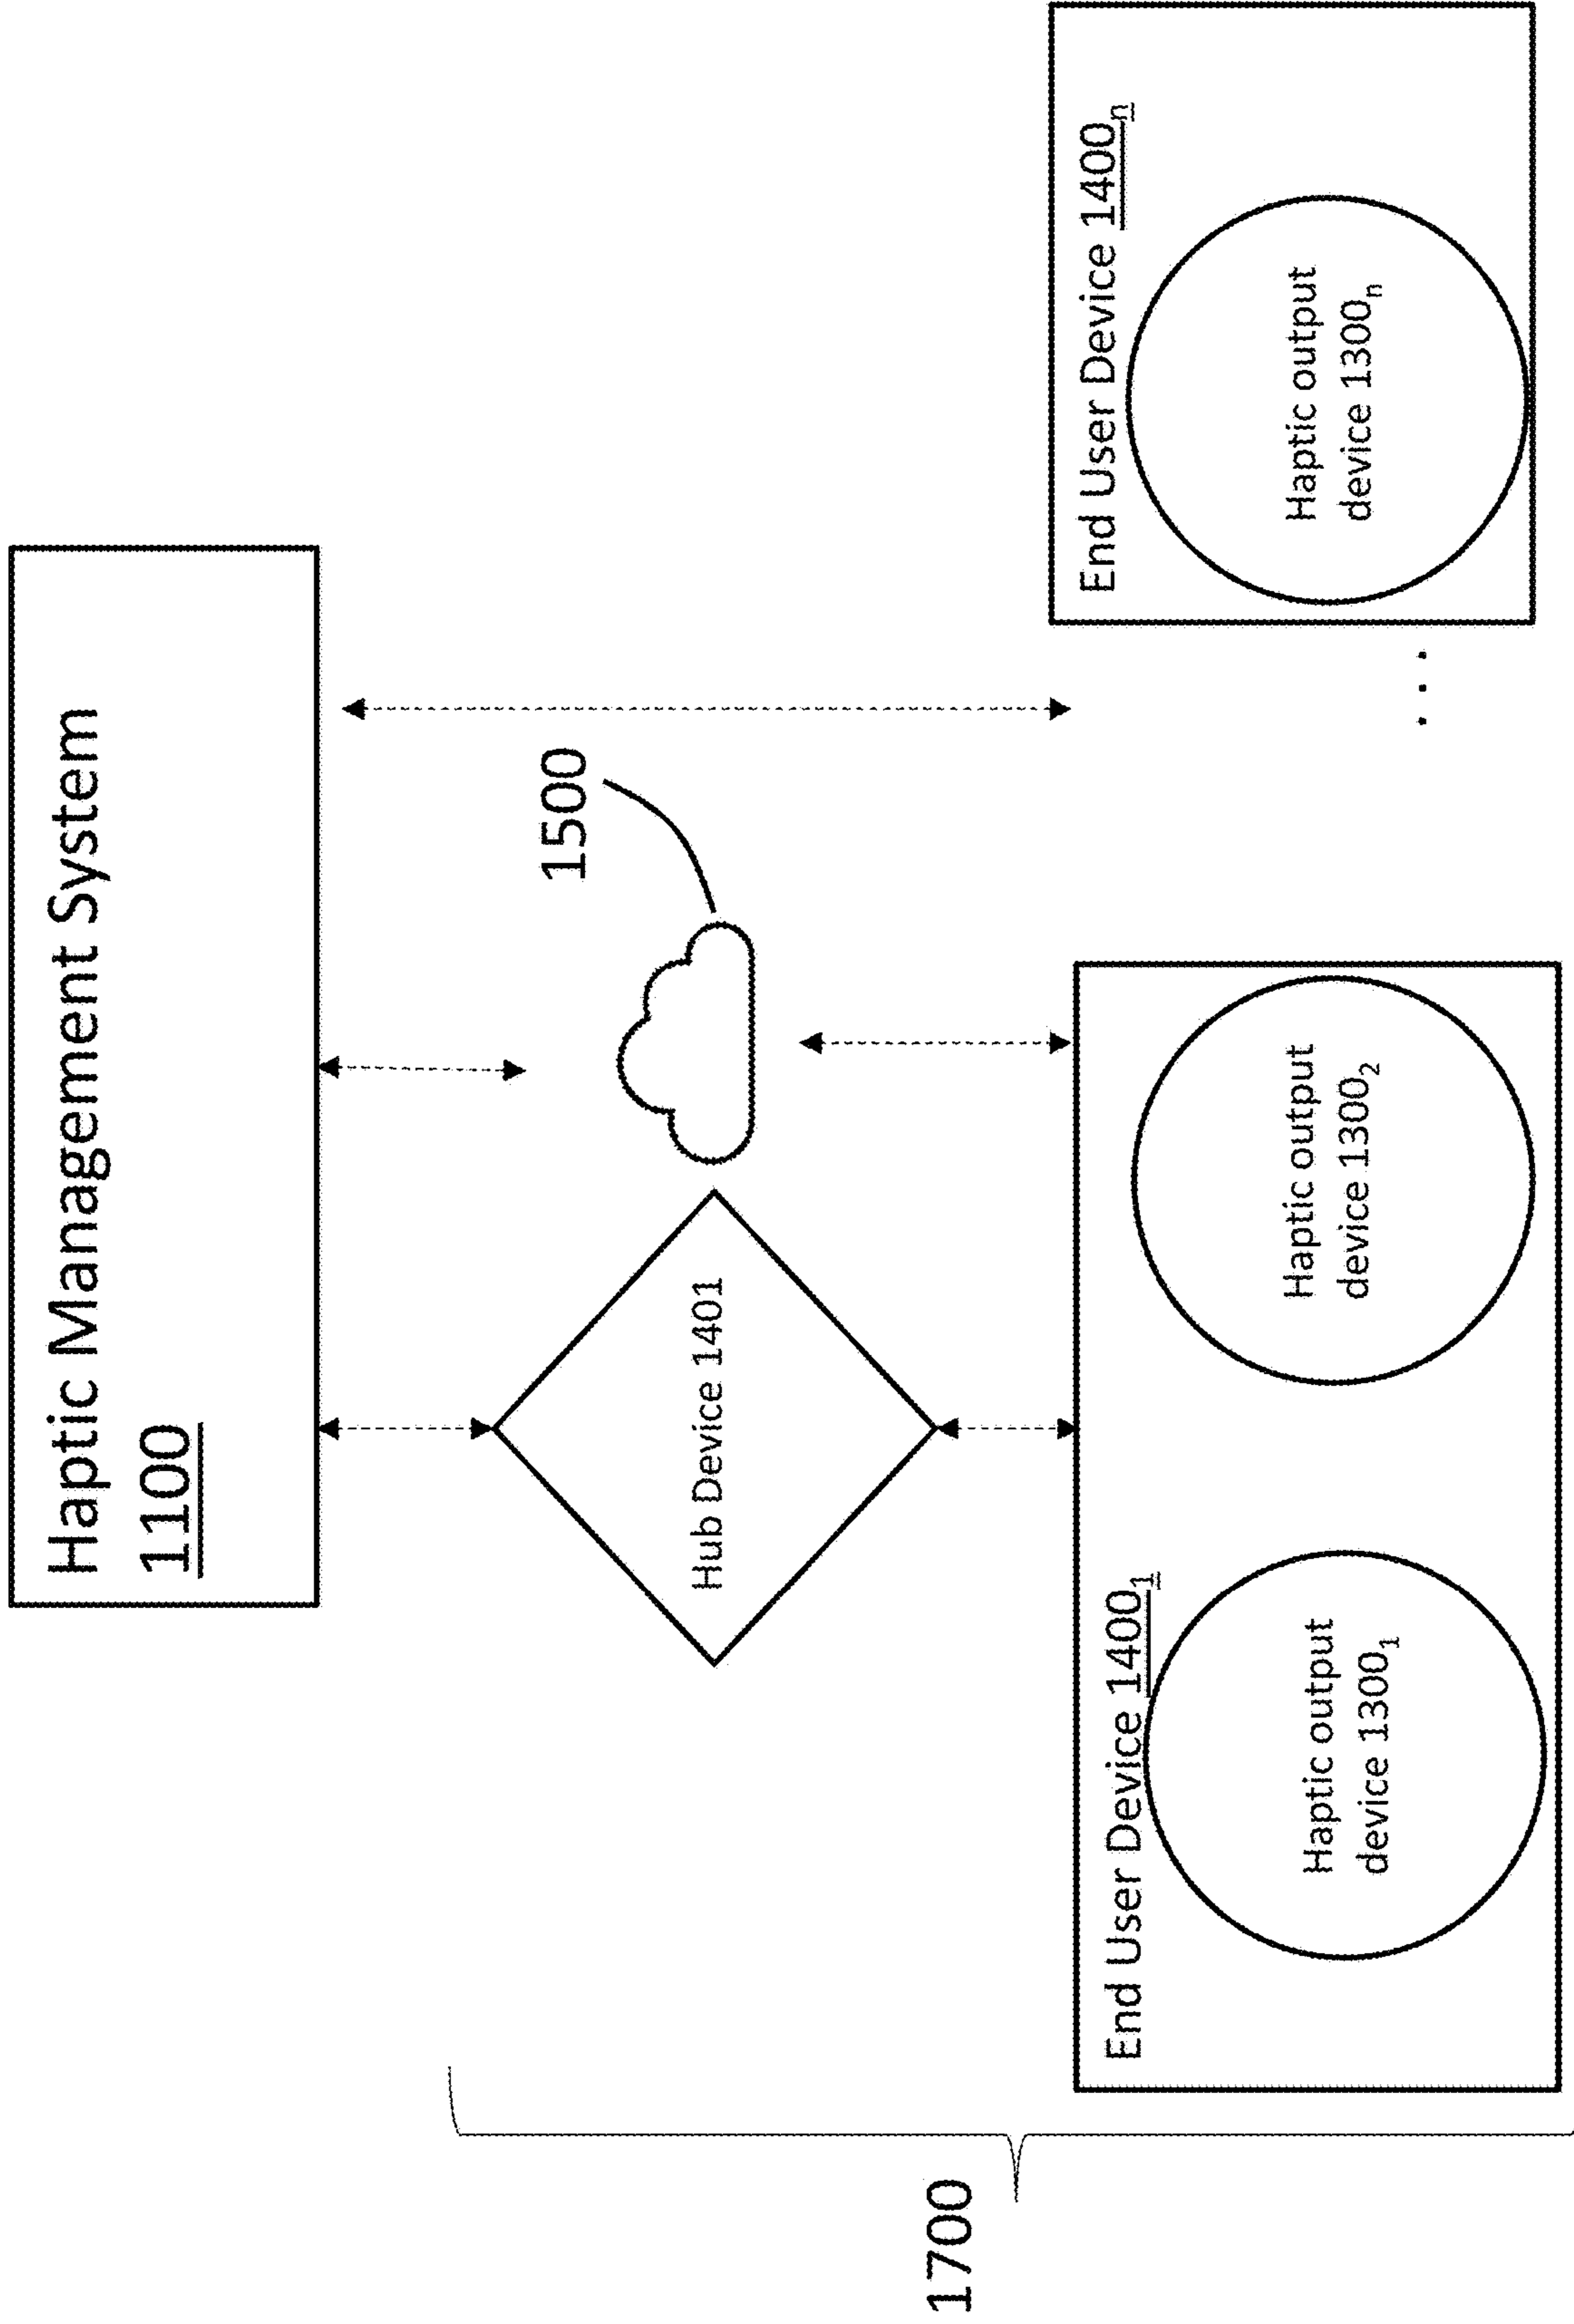 Haptic Management System
1100
1500
Hub Device 1401
1700
End User Device 1400₁
Haptic output
device 1300₁
Haptic output
device 1300₂
. . .
End User Device 1400ₙ
Haptic output
device 1300ₙ